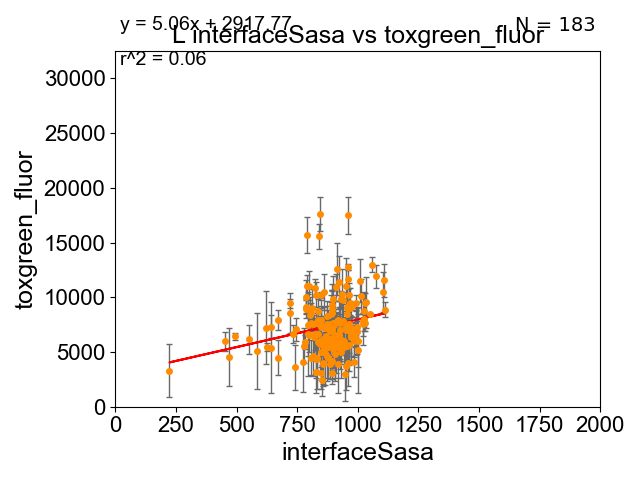 y = 5.06x + 2917.77
N = 183
L interfaceSasa vs toxgreen_fluor
r^2 = 0.06
30000
25000
20000
15000
10000
5000
0
toxgreen_fluor
0 250 500 750 1000 1250 1500 1750 2000
interfaceSasa